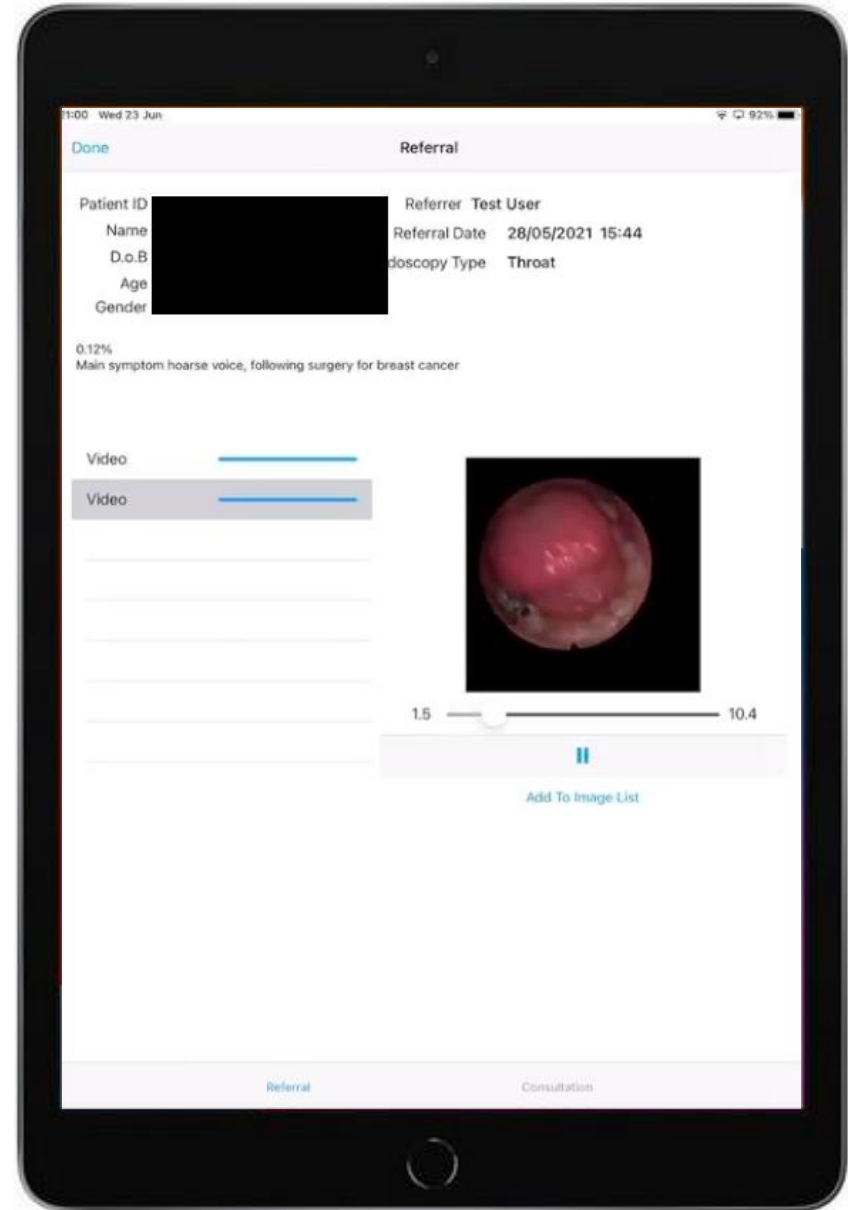 21:00 Wed 23 Jun 92%
Done Referral
Patient ID Referrer Test User
Name Referral Date 28/05/2021 15:44
D.o.B doscopy Type Throat
Age
Gender
0.12%
Main symptom hoarse voice, following surgery for breast cancer
Video
Video
1.5 10.4
Add To Image List
Referral Consultation